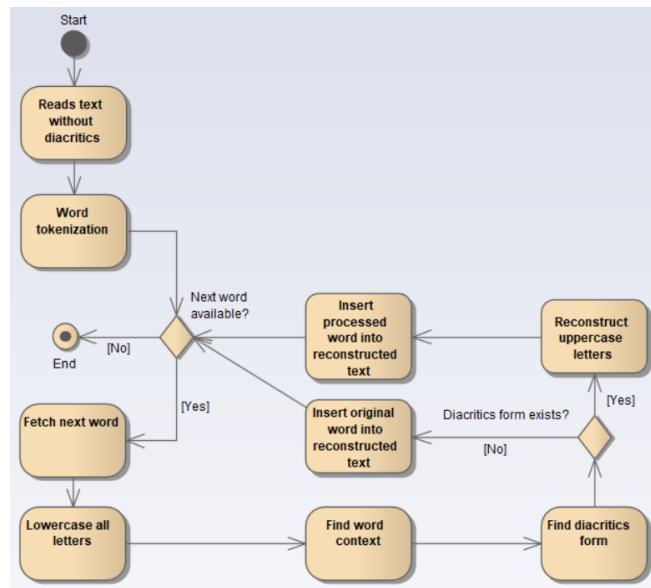 Start
Reads text
without
diacritics
Word
tokenization
Next word
available?
[No]
End
[Yes]
Fetch next word
Lowercase all
letters
Find word
context
Find diacritics
form
Diacritics form exists?
[No]
Insert original
word into
reconstructed
text
[Yes]
Reconstruct
uppercase
letters
Insert
processed
word into
reconstructed
text